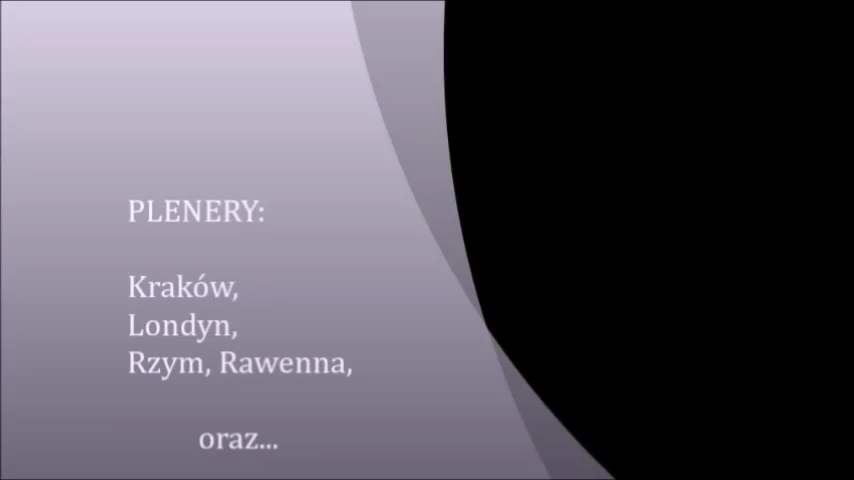 PLENERY:
Kraków,
Londyn,
Rzym, Rawenna,
oraz...